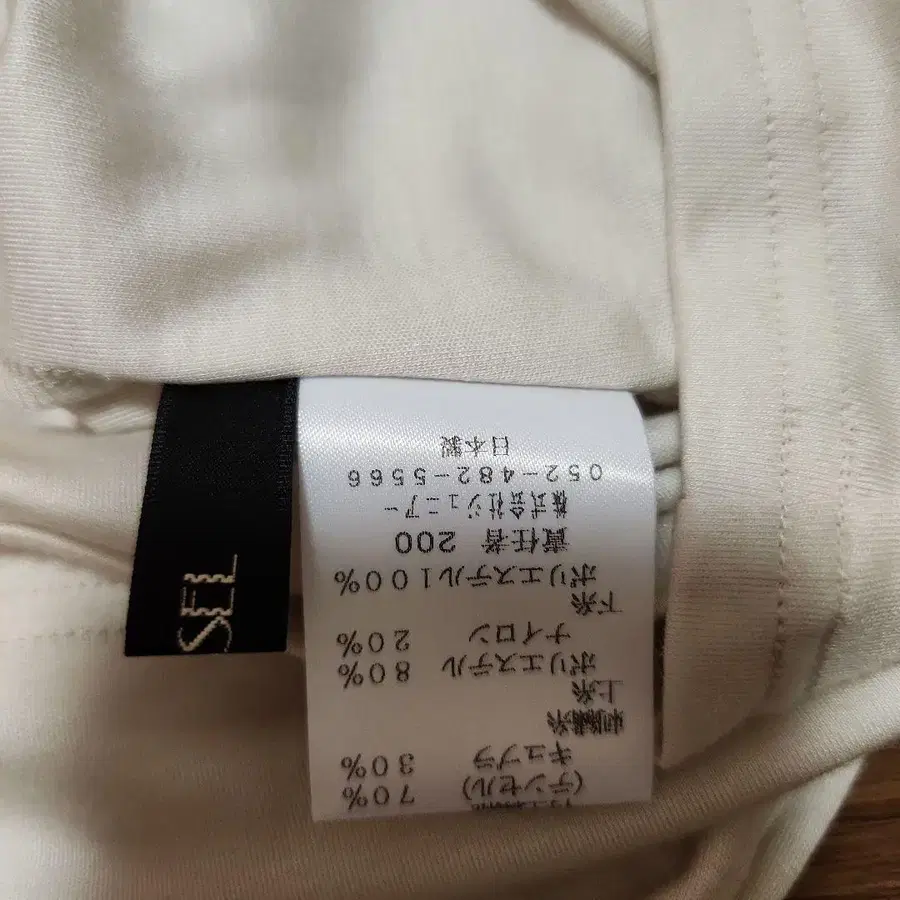 (テンセル) 70%
キュプラ 30%
刺繍糸
上糸
ポリエステル 80%
ナイロン 20%
下糸
ポリエステル100%
責任者 200
株式会社ジュニアー
052-482-5566
日本製
SEL